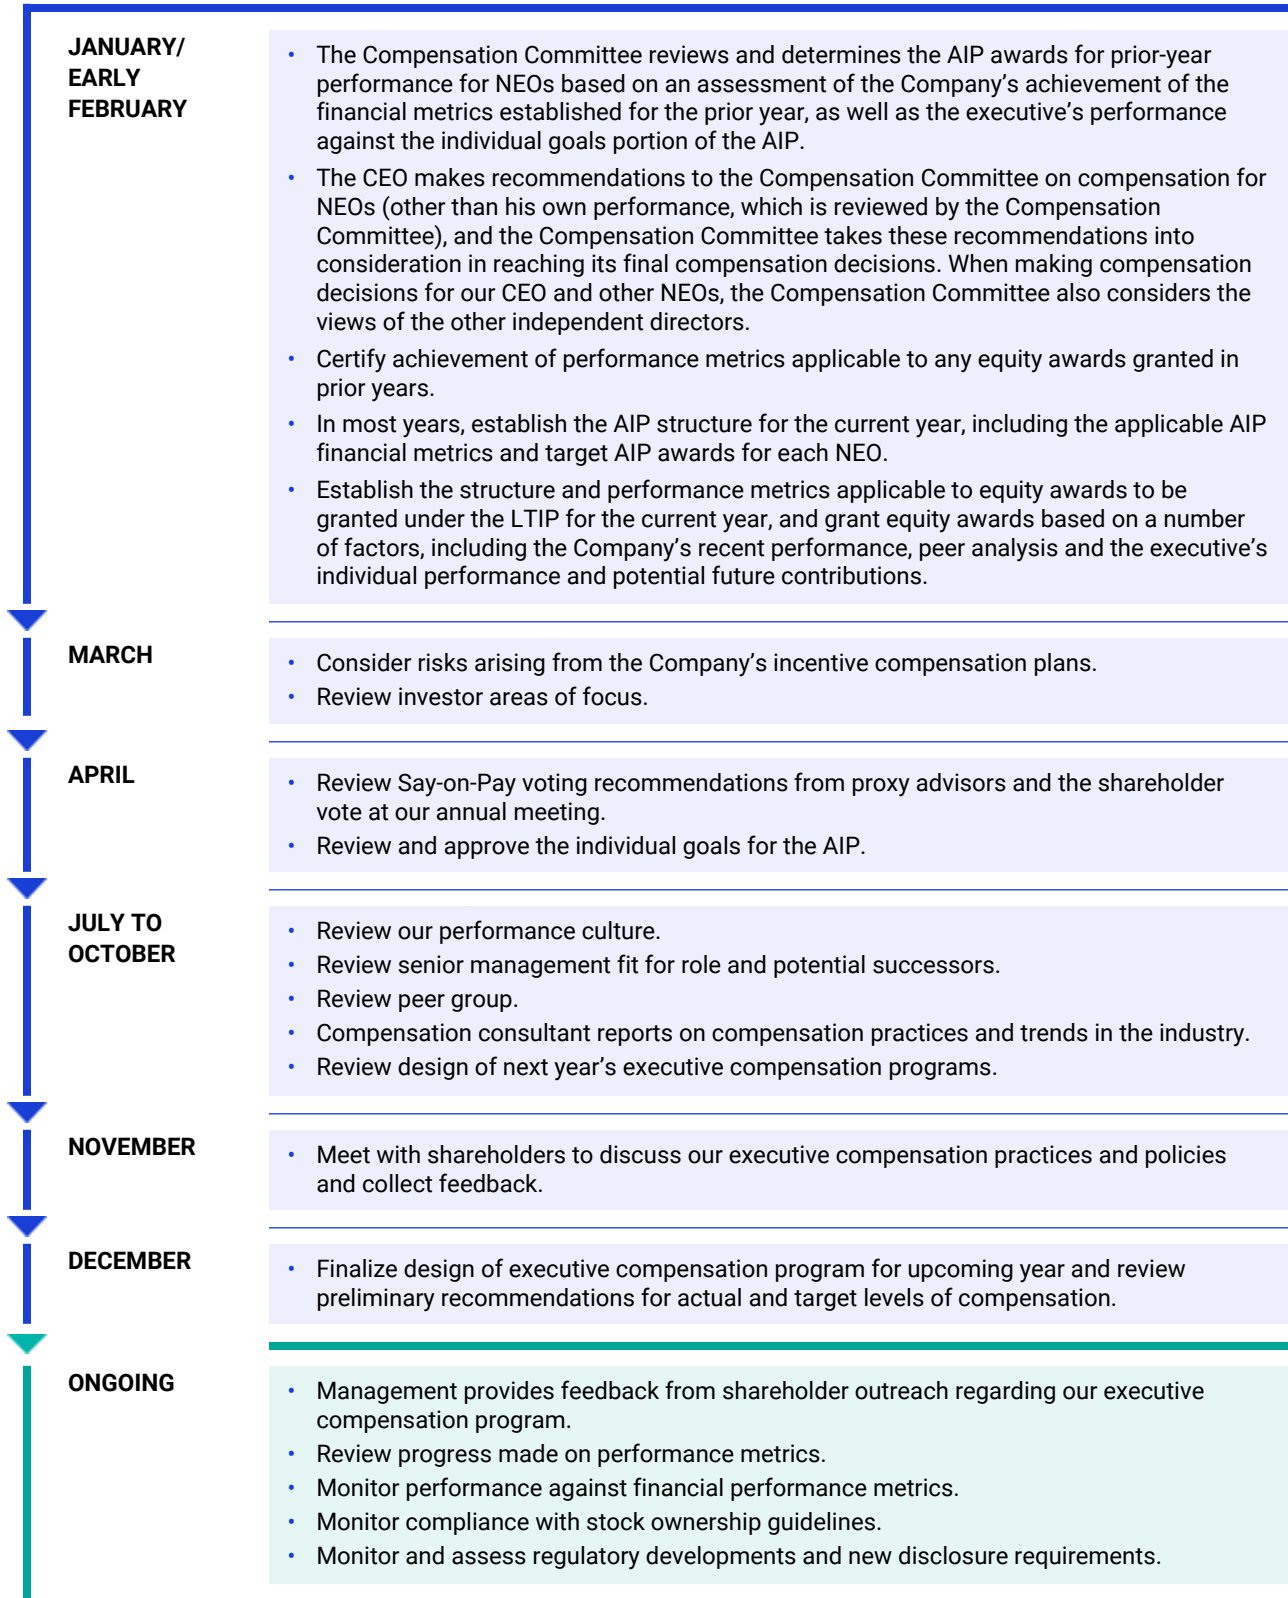 JANUARY/
EARLY
FEBRUARY
• The Compensation Committee reviews and determines the AIP awards for prior-year
performance for NEOs based on an assessment of the Company’s achievement of the
financial metrics established for the prior year, as well as the executive’s performance
against the individual goals portion of the AIP.
• The CEO makes recommendations to the Compensation Committee on compensation for
NEOs (other than his own performance, which is reviewed by the Compensation
Committee), and the Compensation Committee takes these recommendations into
consideration in reaching its final compensation decisions. When making compensation
decisions for our CEO and other NEOs, the Compensation Committee also considers the
views of the other independent directors.
• Certify achievement of performance metrics applicable to any equity awards granted in
prior years.
• In most years, establish the AIP structure for the current year, including the applicable AIP
financial metrics and target AIP awards for each NEO.
• Establish the structure and performance metrics applicable to equity awards to be
granted under the LTIP for the current year, and grant equity awards based on a number
of factors, including the Company’s recent performance, peer analysis and the executive’s
individual performance and potential future contributions.
MARCH
• Consider risks arising from the Company’s incentive compensation plans.
• Review investor areas of focus.
APRIL
• Review Say-on-Pay voting recommendations from proxy advisors and the shareholder
vote at our annual meeting.
• Review and approve the individual goals for the AIP.
JULY TO
OCTOBER
• Review our performance culture.
• Review senior management fit for role and potential successors.
• Review peer group.
• Compensation consultant reports on compensation practices and trends in the industry.
• Review design of next year’s executive compensation programs.
NOVEMBER
• Meet with shareholders to discuss our executive compensation practices and policies
and collect feedback.
DECEMBER
• Finalize design of executive compensation program for upcoming year and review
preliminary recommendations for actual and target levels of compensation.
ONGOING
• Management provides feedback from shareholder outreach regarding our executive
compensation program.
• Review progress made on performance metrics.
• Monitor performance against financial performance metrics.
• Monitor compliance with stock ownership guidelines.
• Monitor and assess regulatory developments and new disclosure requirements.